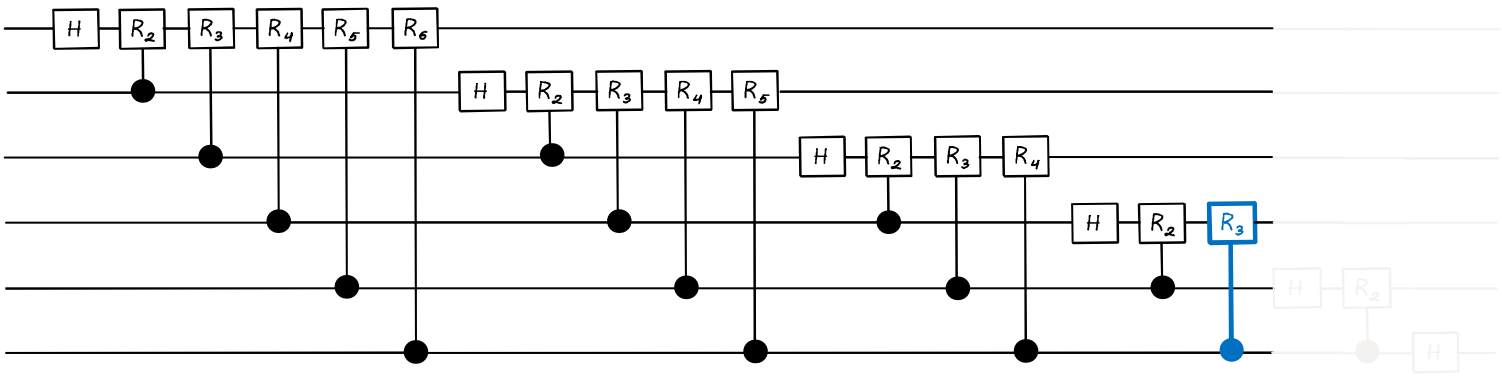 H R₂ R₃ R₄ R₅ R₆
H R₂ R₃ R₄ R₅
H R₂ R₃ R₄
H R₂ R₃
H R₂
H